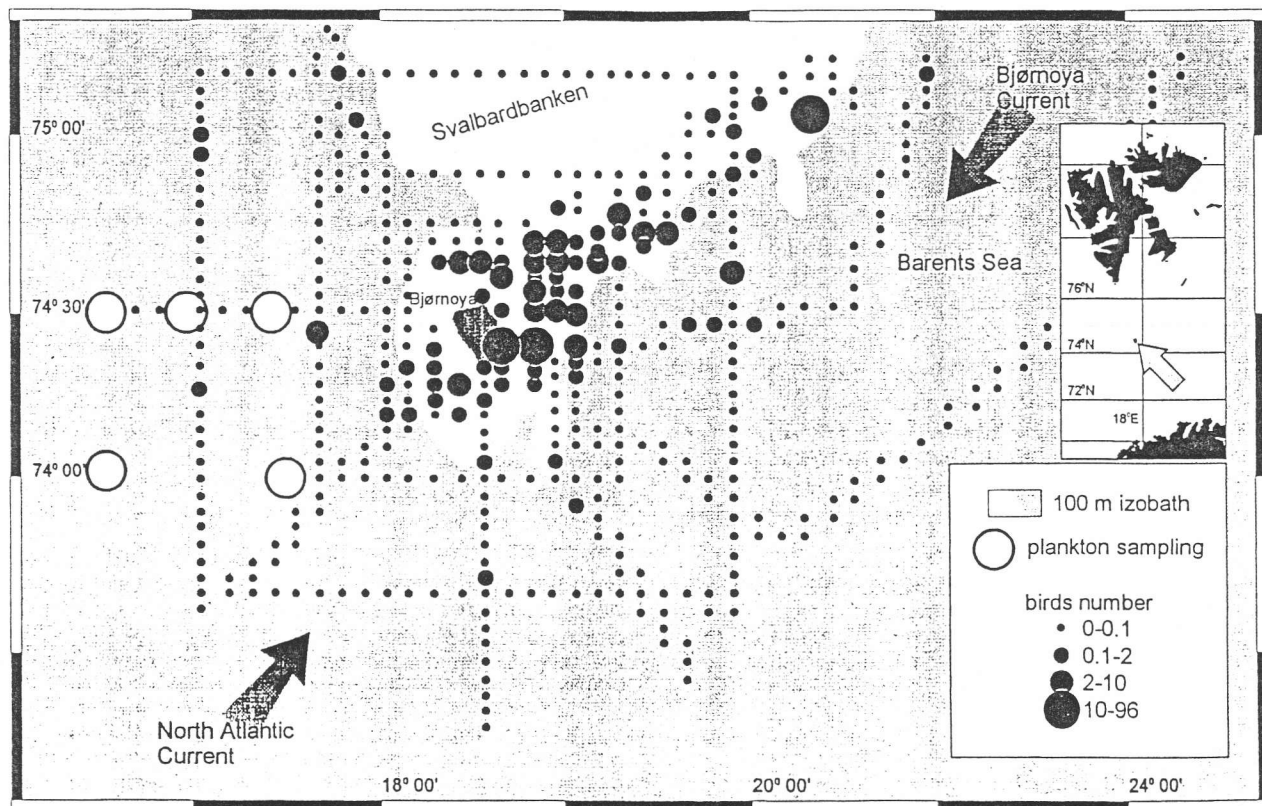 Svalbardbanken
Bjørnoya
Current
75° 00'
76°N
Barents Sea
Bjørnoya
74° 30'
74°N
72°N
18°E
74° 00'
100 m izobath
plankton sampling
birds number
0-0.1
0.1-2
2-10
10-96
North Atlantic
Current
18° 00'
20° 00'
24° 00'